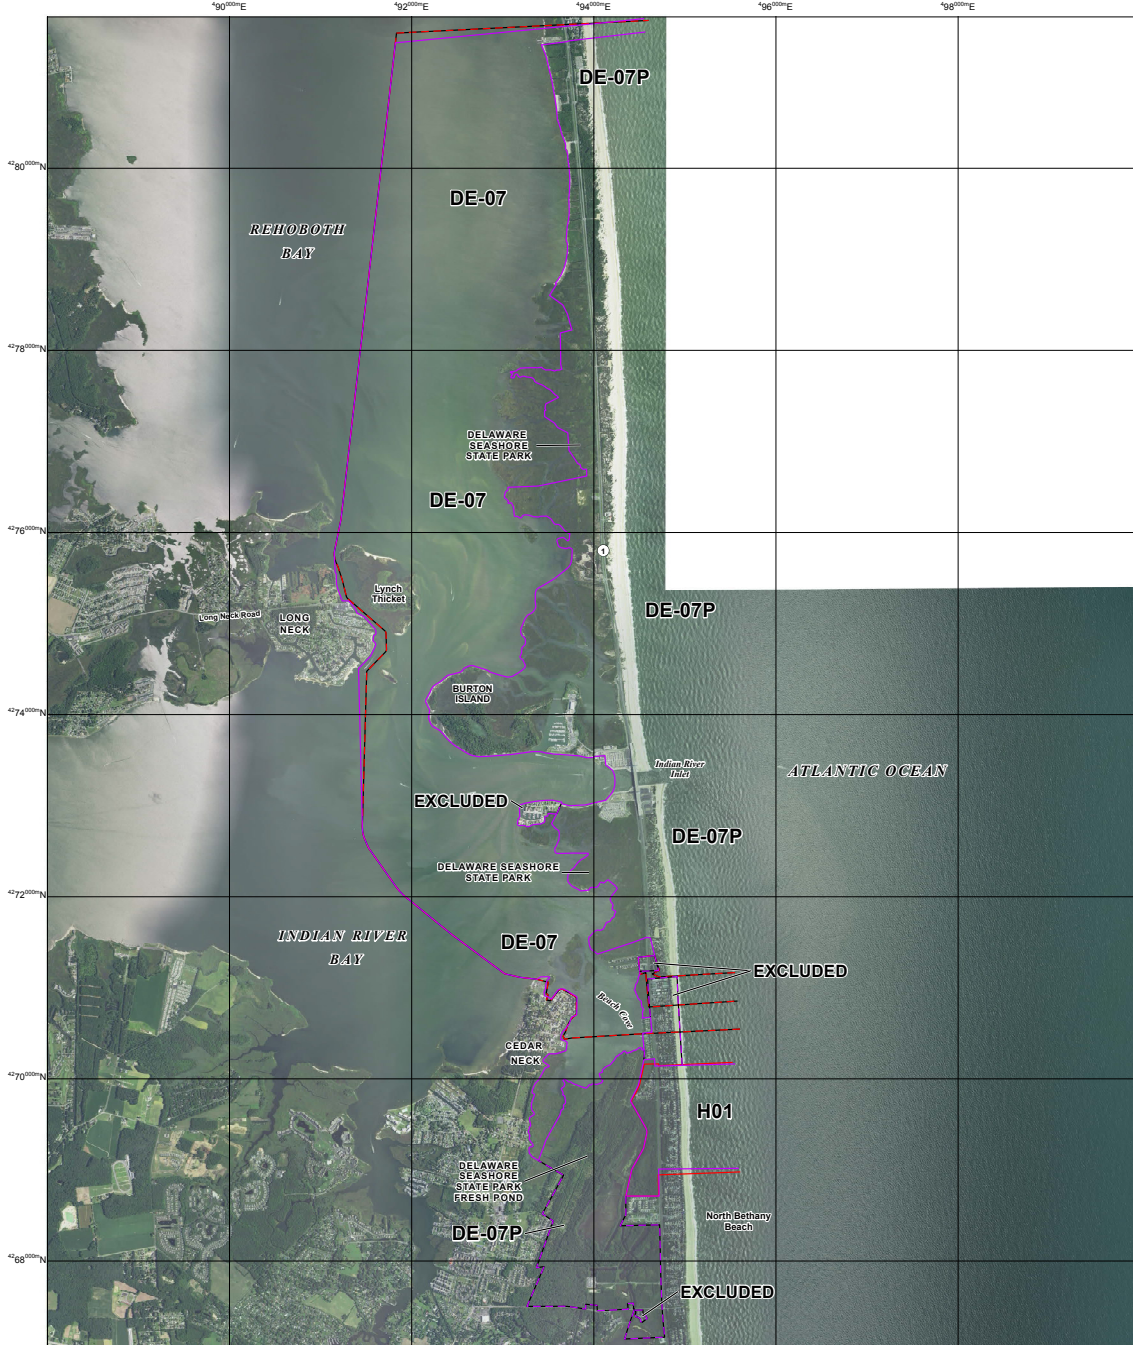 490000mE
492000mE
494000mE
496000mE
498000mE
DE-07P
4280000mN
DE-07
REHOBOTH
BAY
4278000mN
DELAWARE
SEASHORE
STATE PARK
DE-07
4276000mN
1
Lynch
Thicket
Long Neck Road
LONG
NECK
DE-07P
BURTON
ISLAND
4274000mN
Indian River
Inlet
ATLANTIC OCEAN
EXCLUDED
DE-07P
DELAWARE SEASHORE
STATE PARK
4272000mN
INDIAN RIVER
BAY
DE-07
EXCLUDED
Beach Cove
CEDAR
NECK
4270000mN
H01
DELAWARE
SEASHORE
STATE PARK
FRESH POND
North Bethany
Beach
DE-07P
4268000mN
EXCLUDED